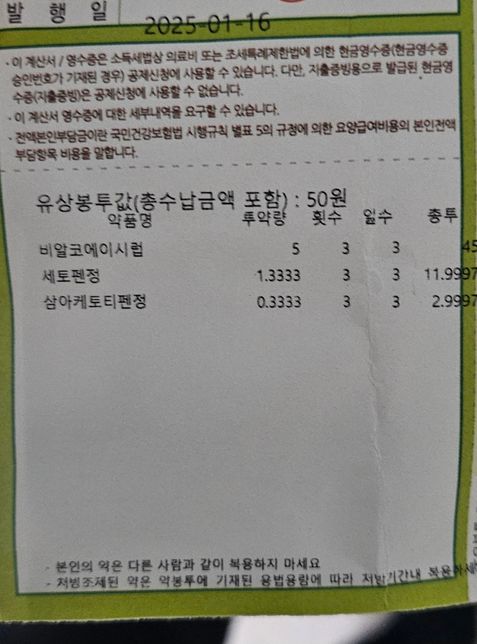 발 행 일 2025-01-16
· 이 계산서 / 영수증은 소득세법상 의료비 또는 조세특례제한법에 의한 현금영수증(현금영수증
승인번호가 기재된 경우) 공제신청에 사용할 수 있습니다. 다만, 지출증빙용으로 발급된 현금영
수증(지출증빙)은 공제신청에 사용할 수 없습니다.
· 이 계산서 영수증에 대한 세부내역을 요구할 수 있습니다.
· 전액본인부담금이란 국민건강보험법 시행규칙 별표 5의 규정에 의한 요양급여비용의 본인전액
부담항목 비용을 말합니다.
유상봉투값(총수납금액 포함) : 50원
약품명 투약량 횟수 일수 총투
비알코에이시럽 5 3 3 45
세토펜정 1.3333 3 3 11.9997
삼아케토티펜정 0.3333 3 3 2.9997
- 본인의 약은 다른 사람과 같이 복용하지 마세요
- 처방조제된 약은 약봉투에 기재된 용법용량에 따라 처방기간내 복용하세